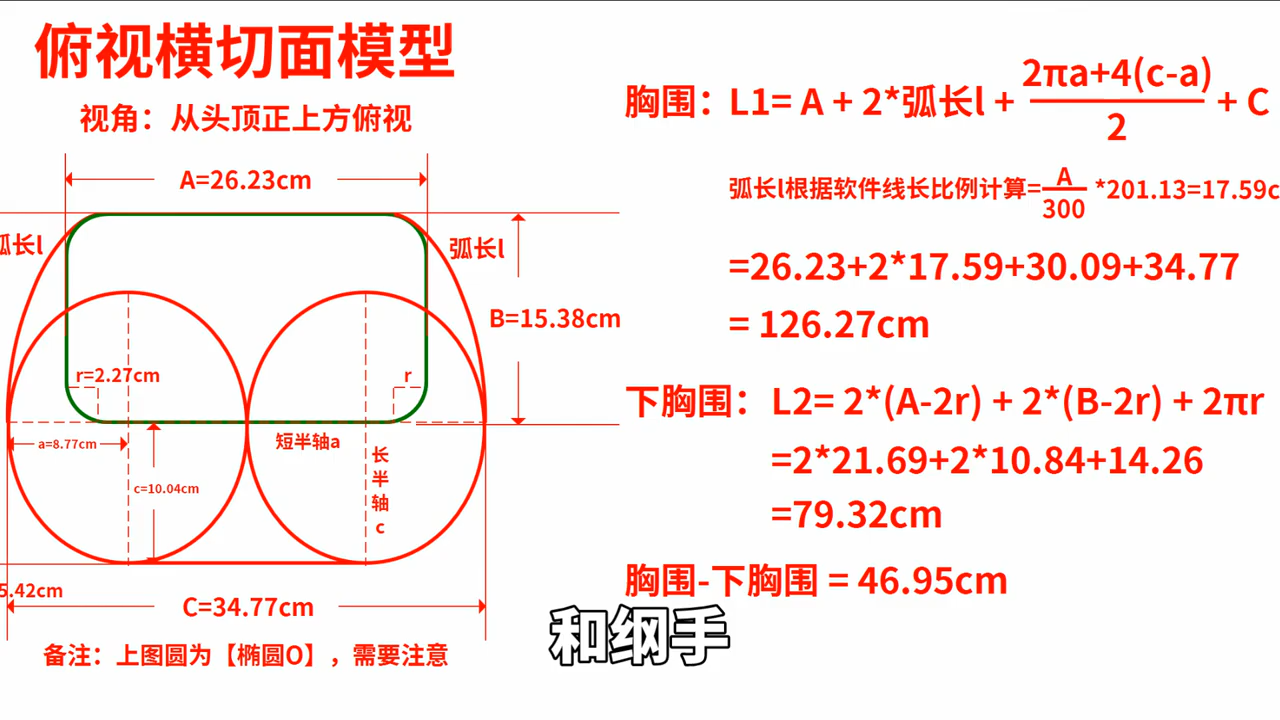 俯视横切面模型
视角：从头顶正上方俯视
A=26.23cm
弧长l
弧长l
B=15.38cm
r=2.27cm
r
a=8.77cm
短半轴a
c=10.04cm
长半轴c
5.42cm
C=34.77cm
备注：上图圆为【椭圆O】，需要注意
胸围：L1= A + 2*弧长l + 2πa+4(c-a)/2 + C
弧长l根据软件线长比例计算=A/300 *201.13=17.59c
=26.23+2*17.59+30.09+34.77
= 126.27cm
下胸围：L2= 2*(A-2r) + 2*(B-2r) + 2πr
=2*21.69+2*10.84+14.26
=79.32cm
胸围-下胸围 = 46.95cm
和纲手